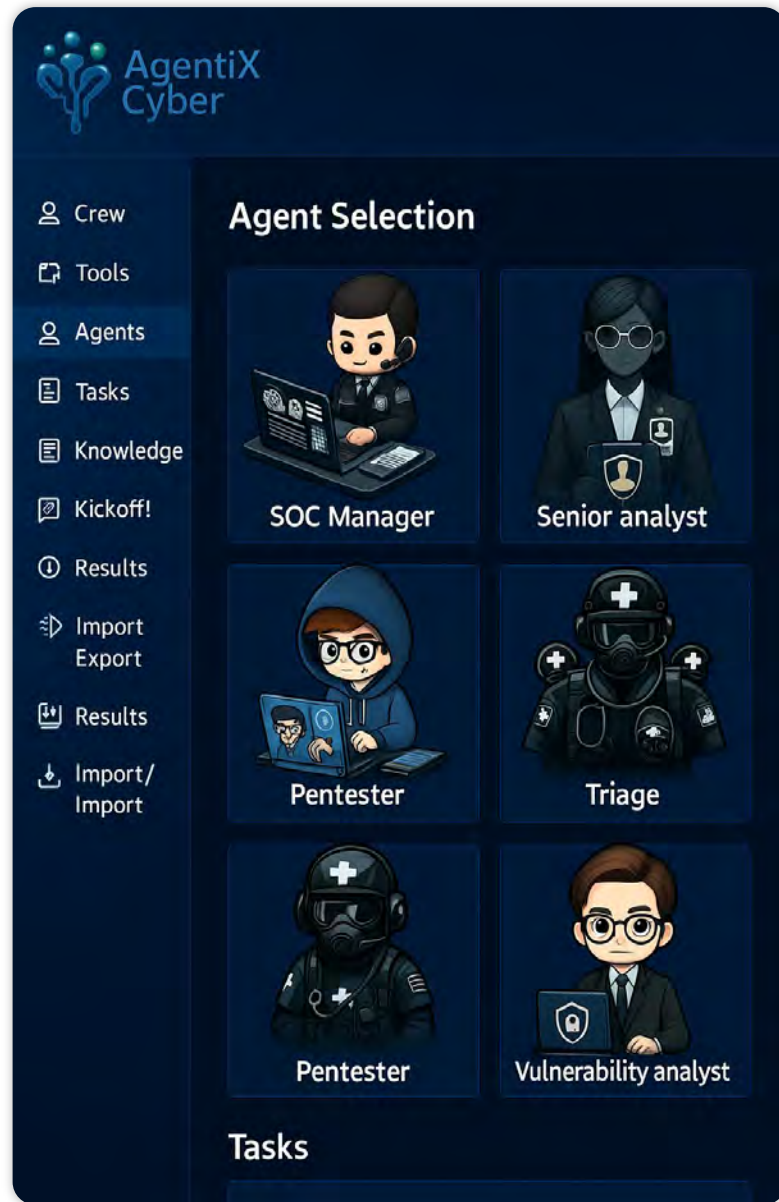 AgentiX
Cyber
Crew
Tools
Agents
Tasks
Knowledge
Kickoff!
Results
Import
Export
Results
Import/
Import
Agent Selection
SOC Manager
Senior analyst
Pentester
Triage
Pentester
Vulnerability analyst
Tasks